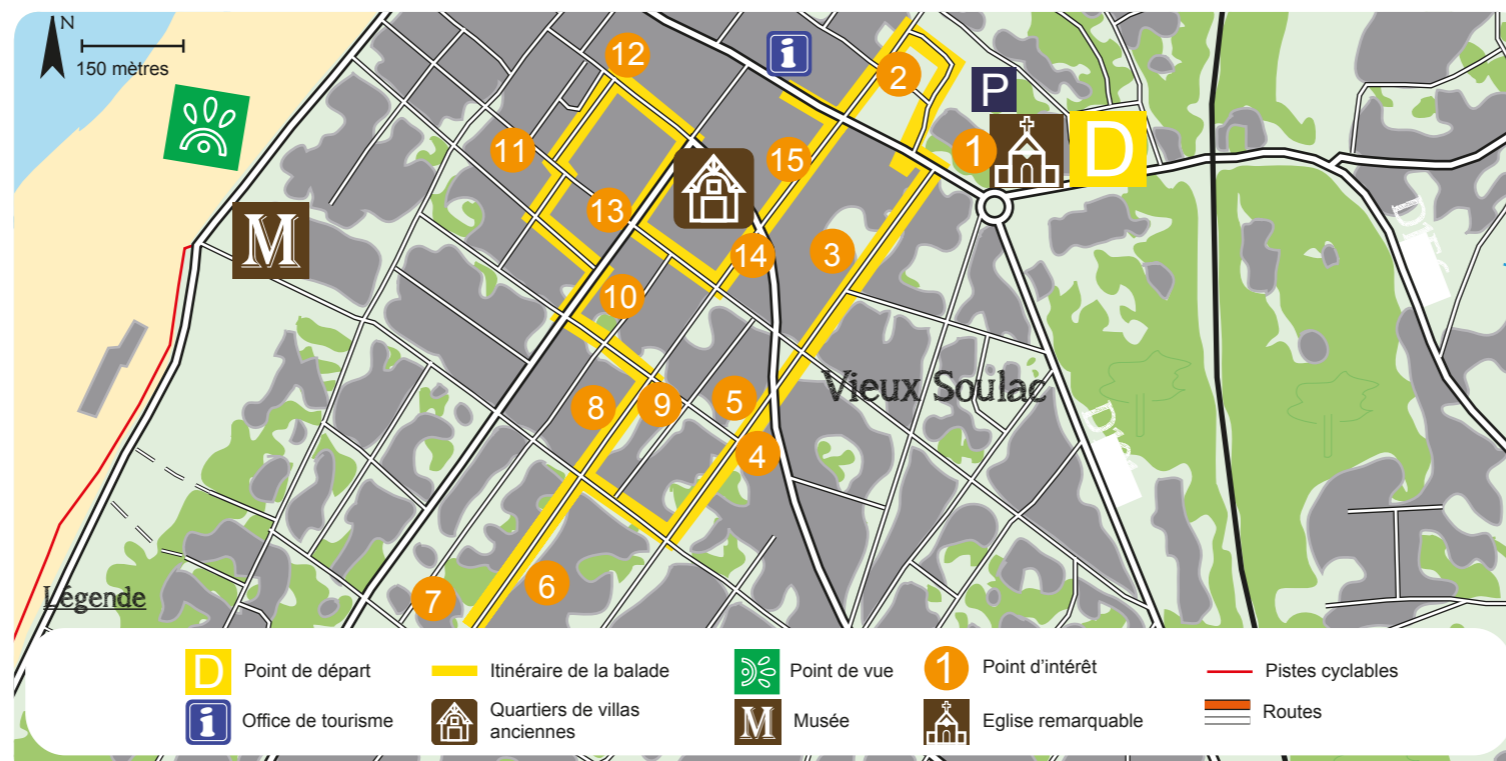 N
150 mètres
12
i
2
P
1
D
11
15
13
M
14
3
10
Vieux Soulac
8
9
5
4
6
7
Légende
D
Point de départ
Itinéraire de la balade
Point de vue
1
Point d'intérêt
Pistes cyclables
i
Office de tourisme
Quartiers de villas
anciennes
M
Musée
Eglise remarquable
Routes